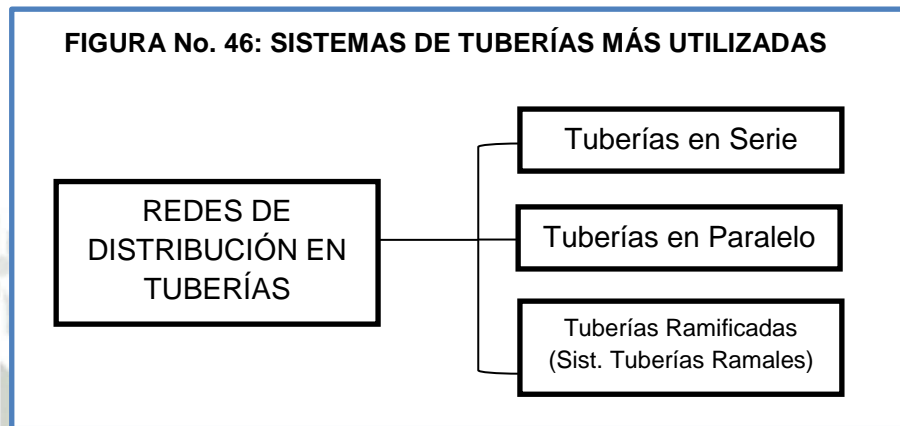 FIGURA No. 46: SISTEMAS DE TUBERÍAS MÁS UTILIZADAS
REDES DE
DISTRIBUCIÓN EN
TUBERÍAS
Tuberías en Serie
Tuberías en Paralelo
Tuberías Ramificadas
(Sist. Tuberías Ramales)